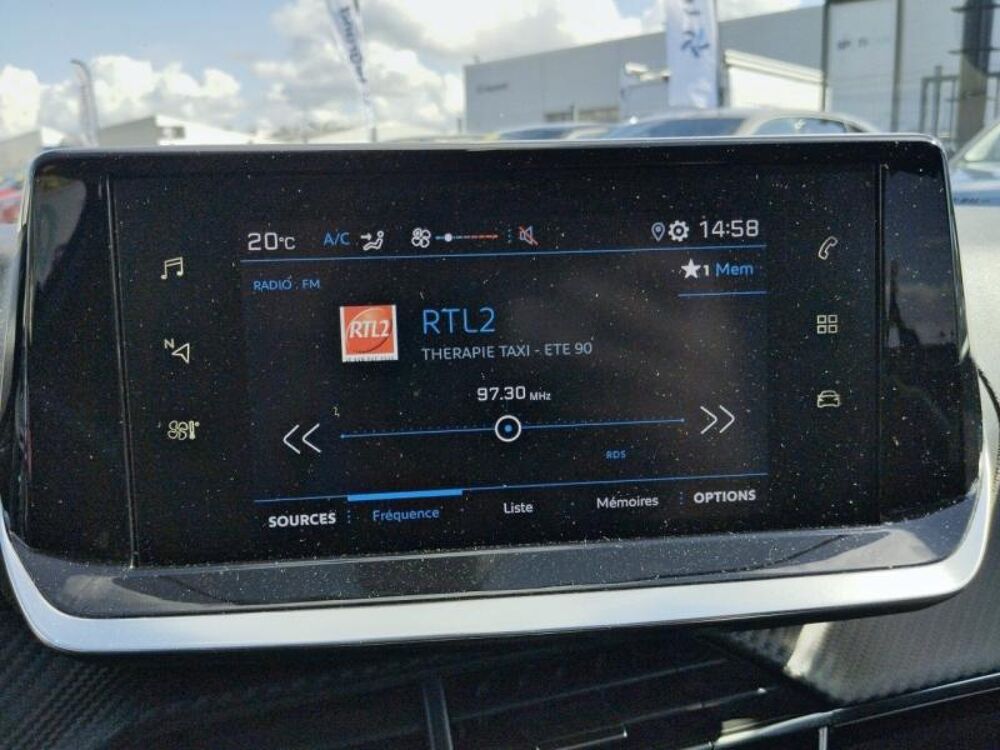 20°C A/C 14:58
RADIO . FM
1 Mem
RTL2
RTL2
THERAPIE TAXI - ETE 90
97.30 MHz
N
RDS
SOURCES Fréquence Liste Mémoires OPTIONS